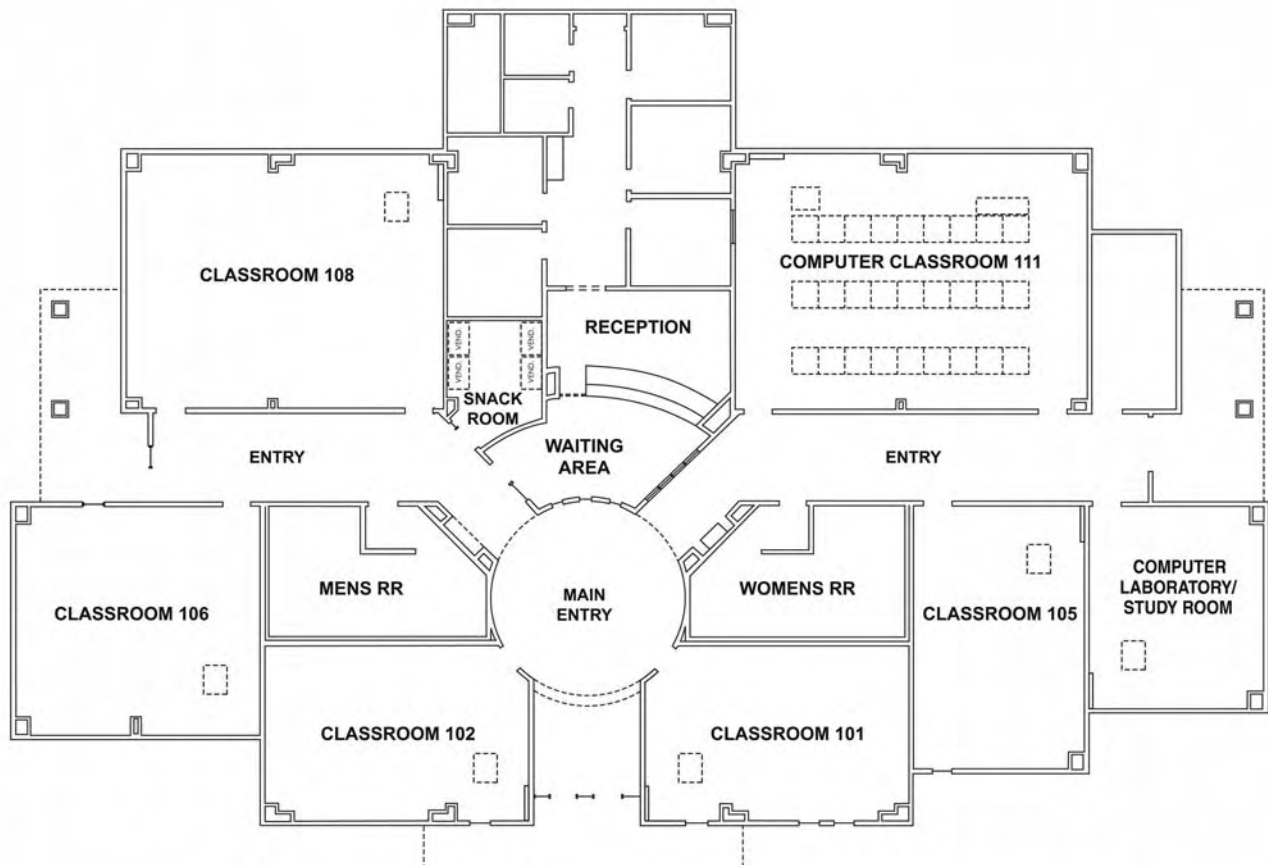 CLASSROOM 108
COMPUTER CLASSROOM 111
RECEPTION
VEND.
VEND.
VEND.
VEND.
SNACK
ROOM
WAITING
AREA
ENTRY
ENTRY
MENS RR
MAIN
ENTRY
WOMENS RR
CLASSROOM 106
CLASSROOM 105
COMPUTER
LABORATORY/
STUDY ROOM
CLASSROOM 102
CLASSROOM 101